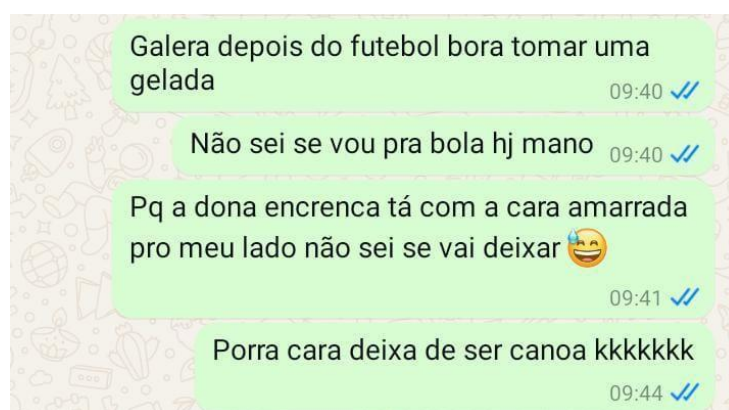 Galera depois do futebol bora tomar uma
gelada
09:40
Não sei se vou pra bola hj mano 09:40
Pq a dona encrenca tá com a cara amarrada
pro meu lado não sei se vai deixar 😅
09:41
Porra cara deixa de ser canoa kkkkkkk
09:44